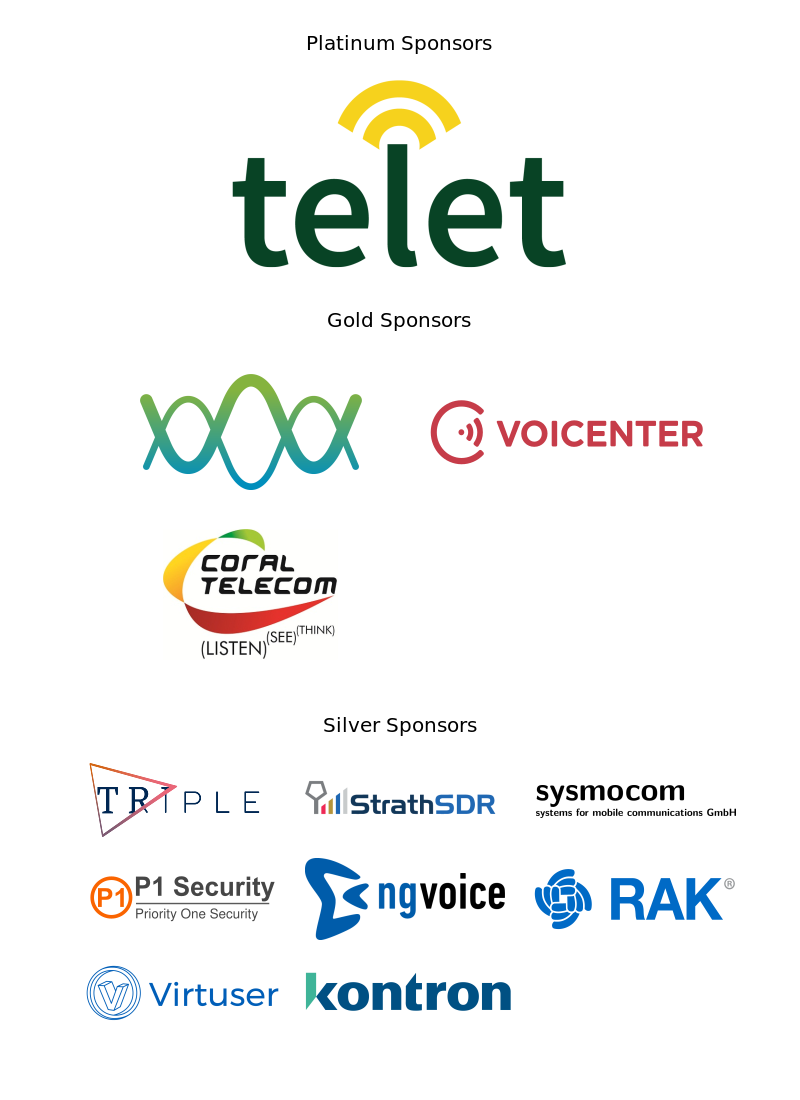 Platinum Sponsors
telet
Gold Sponsors
VOICENTER
CORAL
TELECOM
(LISTEN)(SEE)(THINK)
Silver Sponsors
TRIPLE
StrathSDR
sysmocom
systems for mobile communications GmbH
P1 P1 Security
Priority One Security
ngvoice
RAK®
Virtuser
kontron